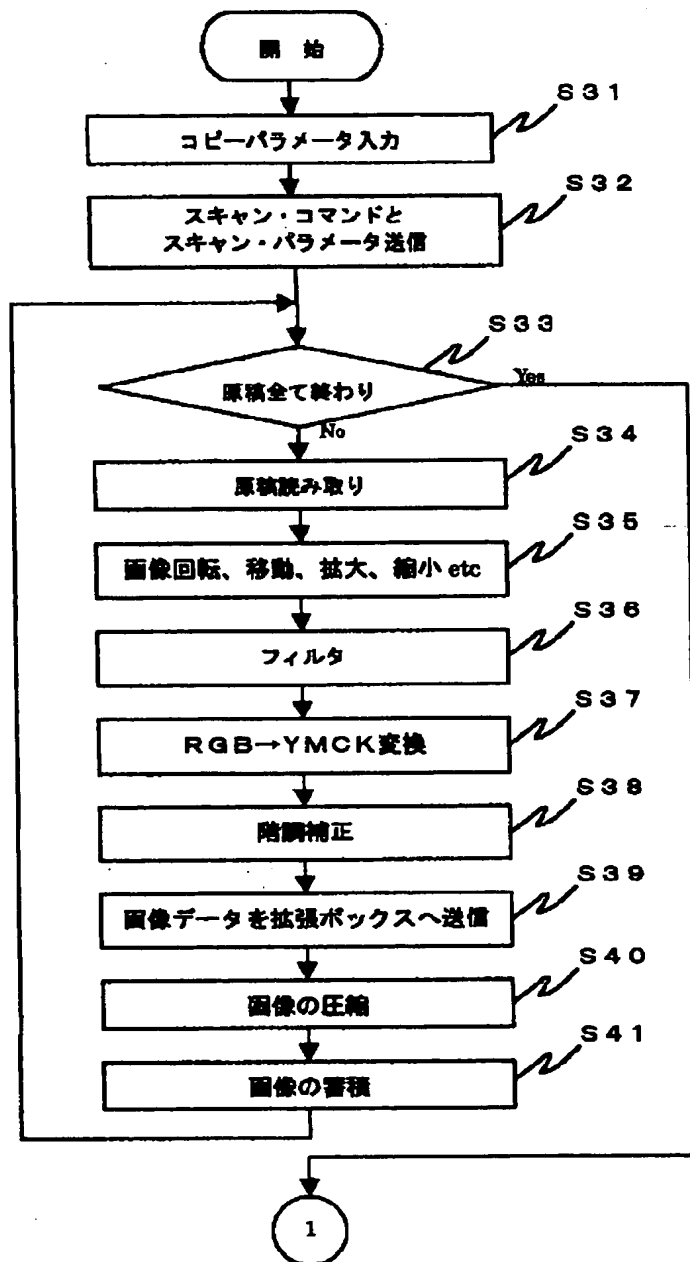 開 始
S31
コピーパラメータ入力
S32
スキャン・コマンドと
スキャン・パラメータ送信
S33
原稿全て終わり
Yes
No
S34
原稿読み取り
S35
画像回転、移動、拡大、縮小 etc
S36
フィルタ
S37
RGB→YMCK変換
S38
階調補正
S39
画像データを拡張ボックスへ送信
S40
画像の圧縮
S41
画像の蓄積
1